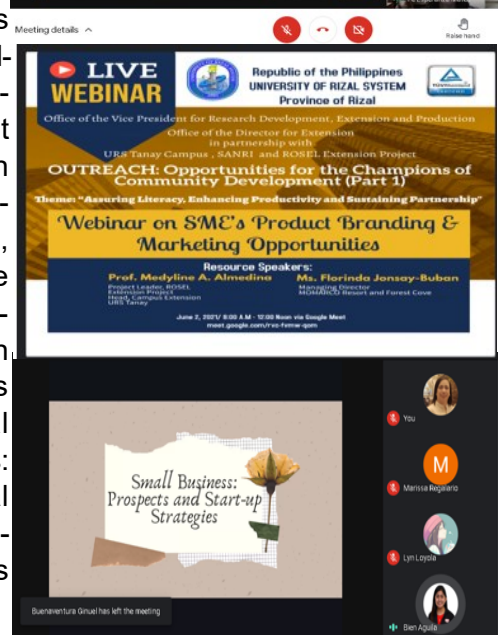 Meeting details
Raise hand
LIVE
WEBINAR
Republic of the Philippines
UNIVERSITY OF RIZAL SYSTEM
Province of Rizal
Office of the Vice President for Research Development, Extension and Production
Office of the Director for Extension
in partnership with
URS Tanay Campus , SANRI and ROSEL Extension Project
OUTREACH: Opportunities for the Champions of
Community Development (Part 1)
Theme: "Assuring Literacy, Enhancing Productivity and Sustaining Partnership"
Webinar on SME's Product Branding &
Marketing Opportunities
Resource Speakers:
Prof. Medyline A. Almedina
Project Leader, ROSEL
Extension Project
Head, Campus Extension
URS Tanay
Ms. Florinda Jonsay-Buban
Managing Director
MOMARCO Resort and Forest Cove
June 2, 2021/ 9:00 A.M - 12:00 Noon via Google Meet
Small Business:
Prospects and Start-up
Strategies
You
M
Marissa Regalario
Lyn Loyola
Bien Aguila
Buenaventura Ginuel has left the meeting